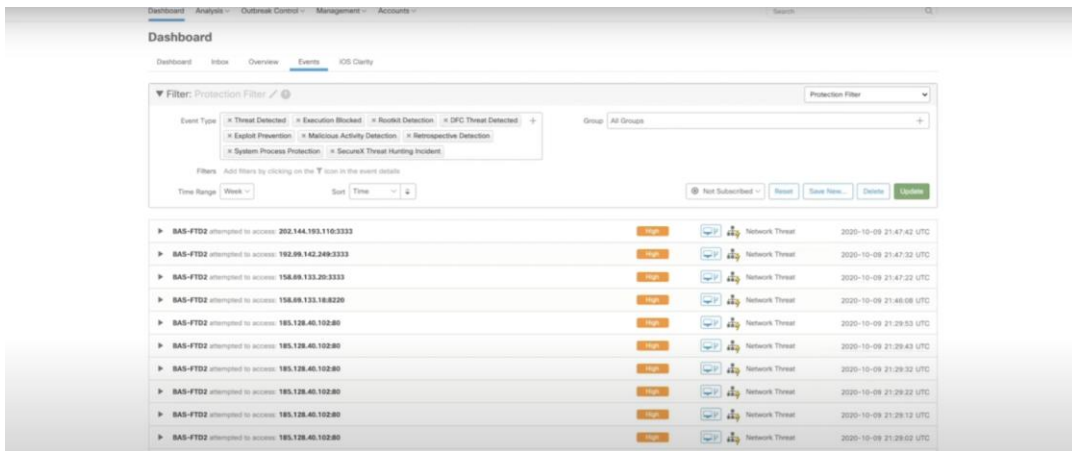 Dashboard Analysis Outbreak Control Management Accounts Search
Dashboard
Dashboard Inbox Overview Events iOS Clarity
Filter: Protection Filter Protection Filter
Event Type × Threat Detected × Execution Blocked × Rootkit Detection × DFC Threat Detected + Group All Groups +
× Exploit Prevention × Malicious Activity Detection × Retrospective Detection
× System Process Protection × SecureX Threat Hunting Incident
Filters Add filters by clicking on the icon in the event details
Time Range Week Sort Time Not Subscribed Reset Save New... Delete Update
BAS-FTD2 attempted to access: 202.144.193.110:3333 High Network Threat 2020-10-09 21:47:42 UTC
BAS-FTD2 attempted to access: 192.99.142.249:3333 High Network Threat 2020-10-09 21:47:32 UTC
BAS-FTD2 attempted to access: 158.69.133.20:3333 High Network Threat 2020-10-09 21:47:22 UTC
BAS-FTD2 attempted to access: 158.69.133.18:8220 High Network Threat 2020-10-09 21:46:08 UTC
BAS-FTD2 attempted to access: 185.128.40.102:80 High Network Threat 2020-10-09 21:29:53 UTC
BAS-FTD2 attempted to access: 185.128.40.102:80 High Network Threat 2020-10-09 21:29:43 UTC
BAS-FTD2 attempted to access: 185.128.40.102:80 High Network Threat 2020-10-09 21:29:32 UTC
BAS-FTD2 attempted to access: 185.128.40.102:80 High Network Threat 2020-10-09 21:29:22 UTC
BAS-FTD2 attempted to access: 185.128.40.102:80 High Network Threat 2020-10-09 21:29:12 UTC
BAS-FTD2 attempted to access: 185.128.40.102:80 High Network Threat 2020-10-09 21:29:02 UTC